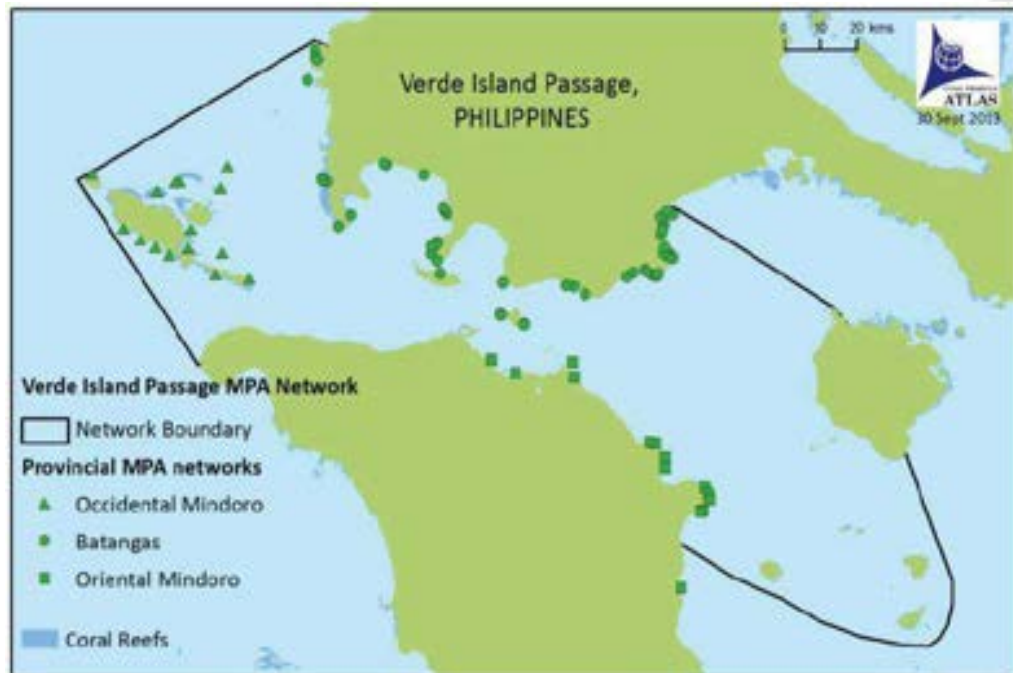 0 10 20 kms
Verde Island Passage,
PHILIPPINES
ATLAS
30 Sept 2013
Verde Island Passage MPA Network
Network Boundary
Provincial MPA networks
Occidental Mindoro
Batangas
Oriental Mindoro
Coral Reefs